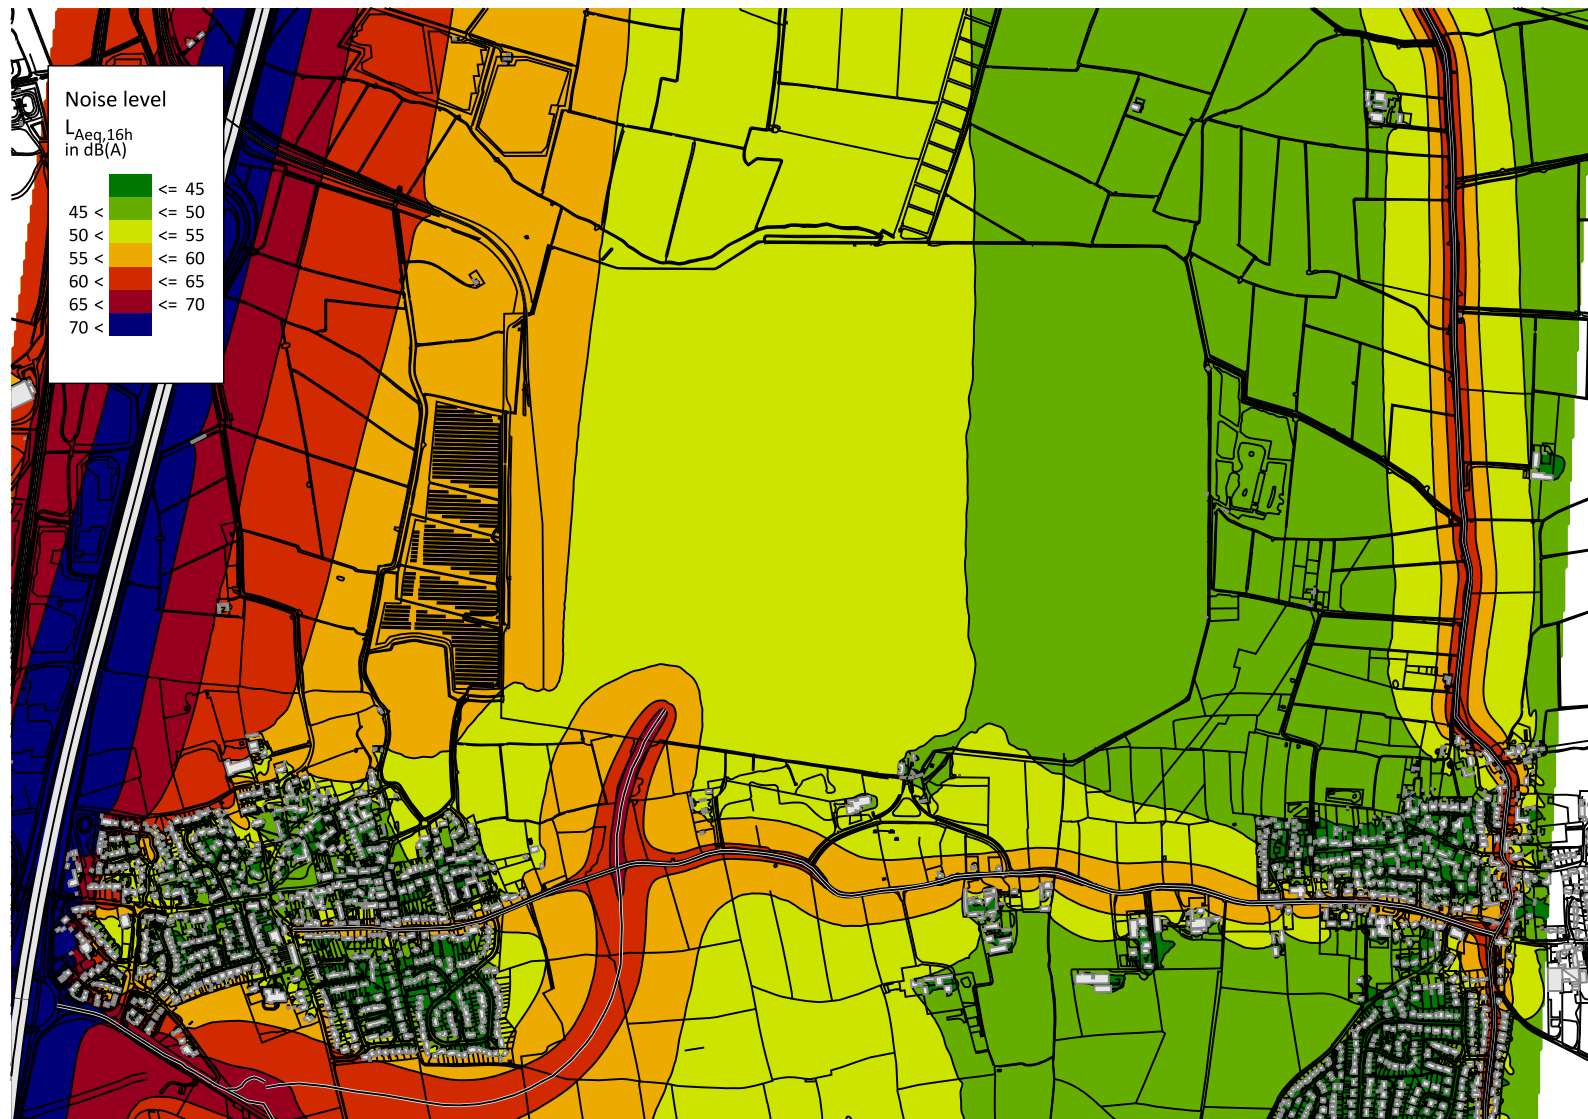 Noise level
LAeq,16h
in dB(A)
<= 45
45 < <= 50
50 < <= 55
55 < <= 60
60 < <= 65
65 < <= 70
70 <